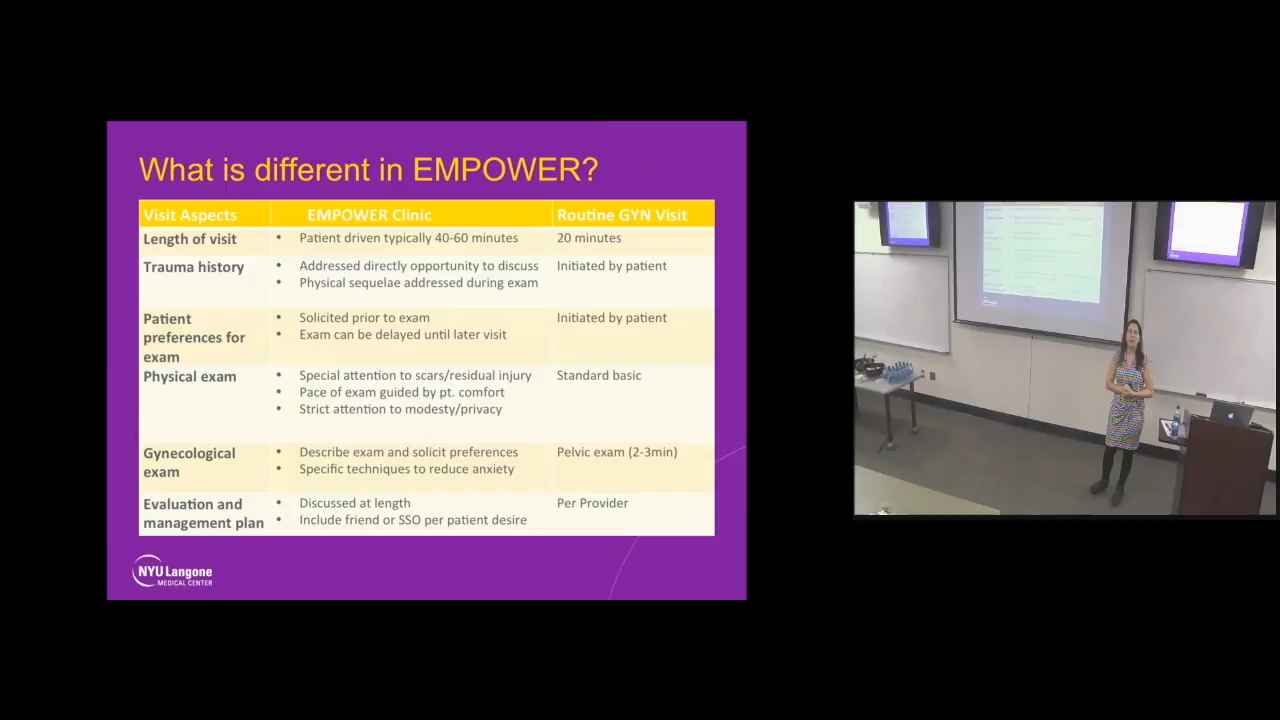 What is different in EMPOWER?
Visit Aspects EMPOWER Clinic Routine GYN Visit
Length of visit • Patient driven typically 40-60 minutes 20 minutes
Trauma history • Addressed directly opportunity to discuss Initiated by patient
• Physical sequelae addressed during exam
Patient • Solicited prior to exam Initiated by patient
preferences for • Exam can be delayed until later visit
exam
Physical exam • Special attention to scars/residual injury Standard basic
• Pace of exam guided by pt. comfort
• Strict attention to modesty/privacy
Gynecological • Describe exam and solicit preferences Pelvic exam (2-3min)
exam • Specific techniques to reduce anxiety
Evaluation and • Discussed at length Per Provider
management plan • Include friend or SSO per patient desire
NYU Langone
MEDICAL CENTER